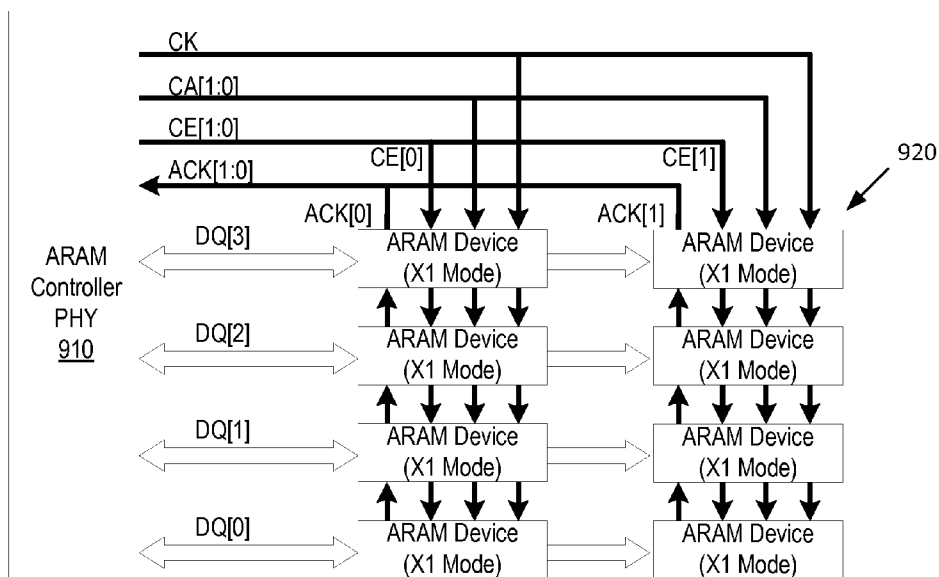 CK
CA[1:0]
CE[1:0]
CE[0]
CE[1]
920
ACK[1:0]
ACK[0]
ACK[1]
ARAM
Controller
PHY
910
DQ[3]
ARAM Device
(X1 Mode)
ARAM Device
(X1 Mode)
DQ[2]
ARAM Device
(X1 Mode)
ARAM Device
(X1 Mode)
DQ[1]
ARAM Device
(X1 Mode)
ARAM Device
(X1 Mode)
DQ[0]
ARAM Device
(X1 Mode)
ARAM Device
(X1 Mode)